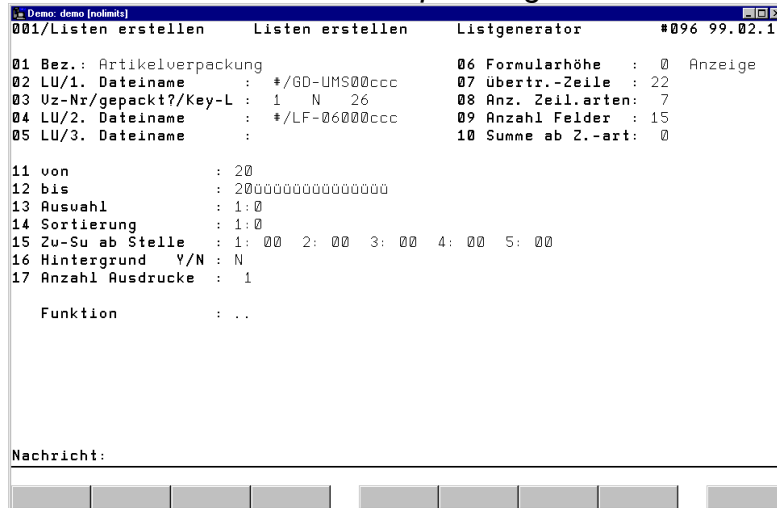 Demo: demo [nolimits]
001/Listen erstellen Listen erstellen Listgenerator #096 99.02.1
01 Bez.: Artikelverpackung 06 Formularhöhe : 0 Anzeige
02 LU/1. Dateiname : */GD-UMS00ccc 07 übertr.-Zeile : 22
03 Vz-Nr/gepackt?/Key-L : 1 N 26 08 Anz. Zeil.arten: 7
04 LU/2. Dateiname : */LF-06000ccc 09 Anzahl Felder : 15
05 LU/3. Dateiname : 10 Summe ab Z.-art: 0
11 von : 20
12 bis : 20üüüüüüüüüüüüüü
13 Auswahl : 1:0
14 Sortierung : 1:0
15 Zw-Su ab Stelle : 1: 00 2: 00 3: 00 4: 00 5: 00
16 Hintergrund Y/N : N
17 Anzahl Ausdrucke : 1
Funktion : ..
Nachricht: